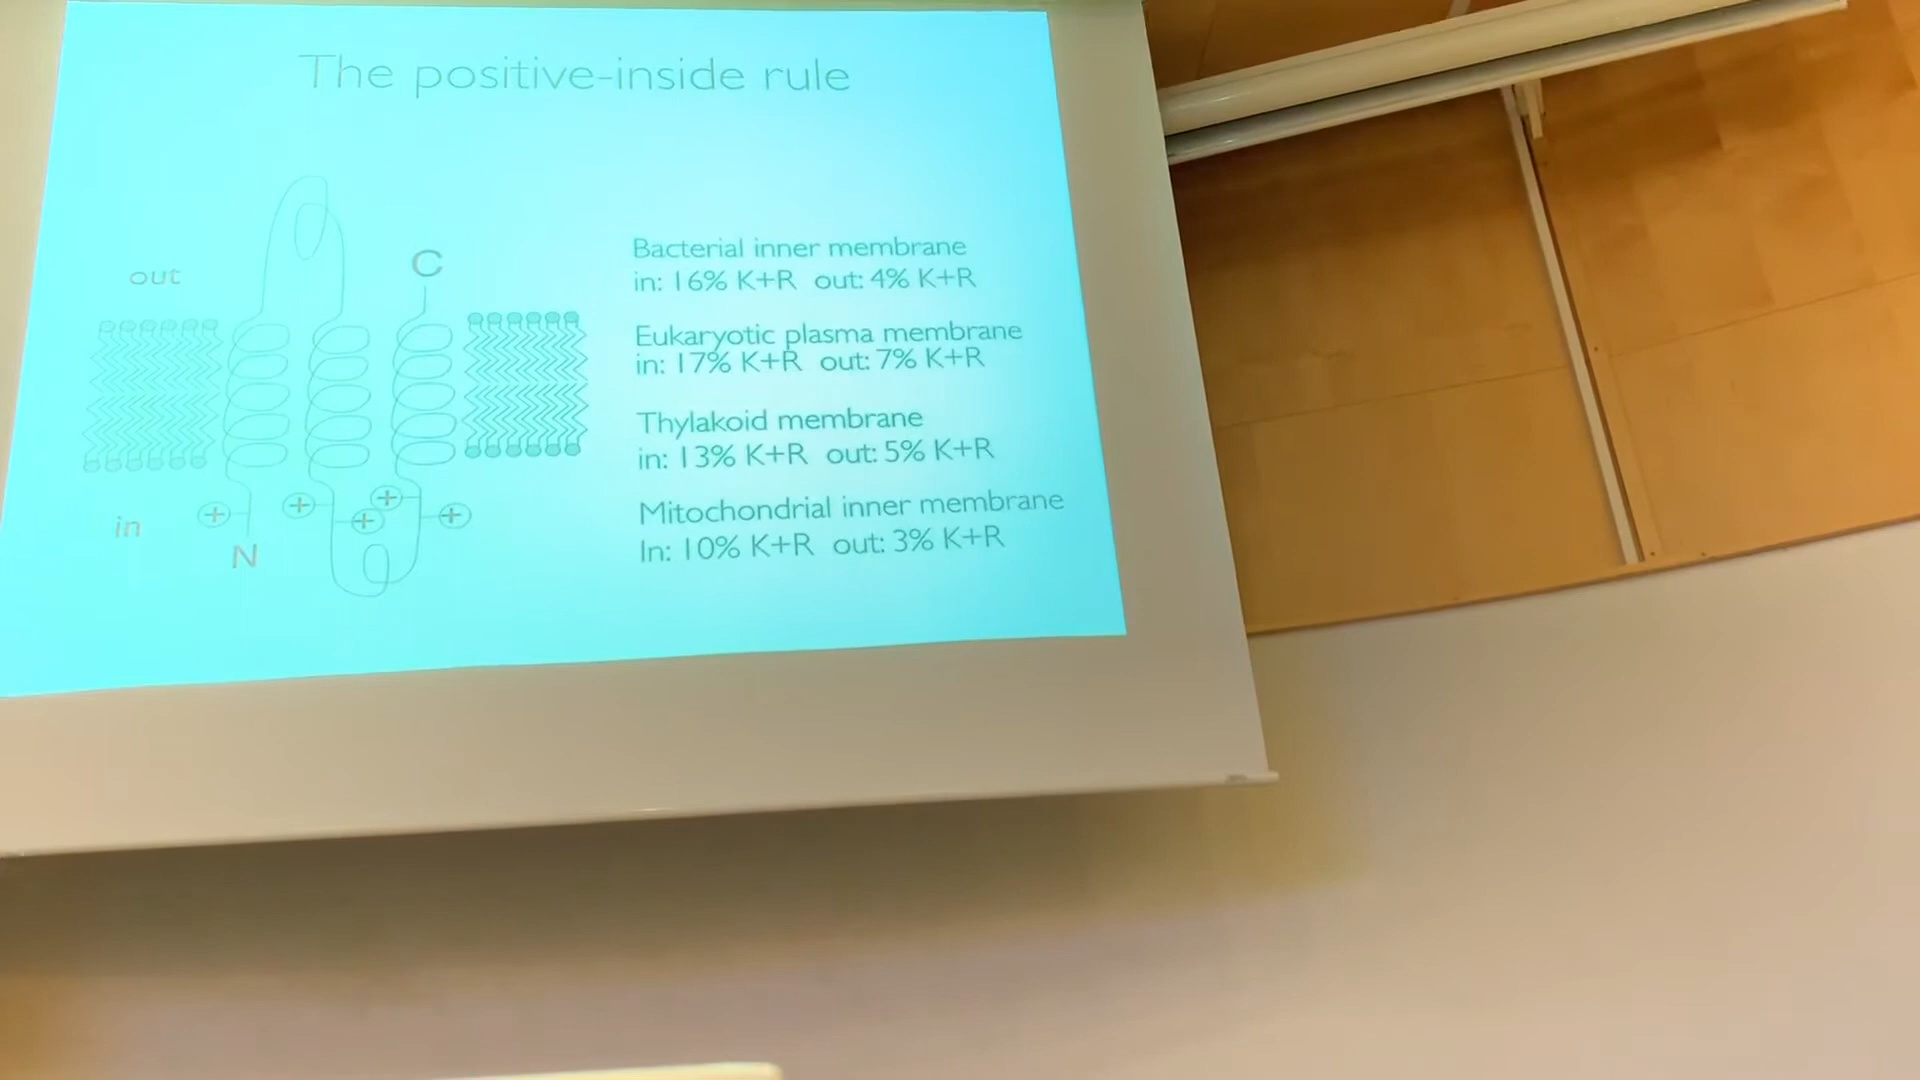 The positive-inside rule
out
C
in
N
Bacterial inner membrane
in: 16% K+R out: 4% K+R
Eukaryotic plasma membrane
in: 17% K+R out: 7% K+R
Thylakoid membrane
in: 13% K+R out: 5% K+R
Mitochondrial inner membrane
In: 10% K+R out: 3% K+R